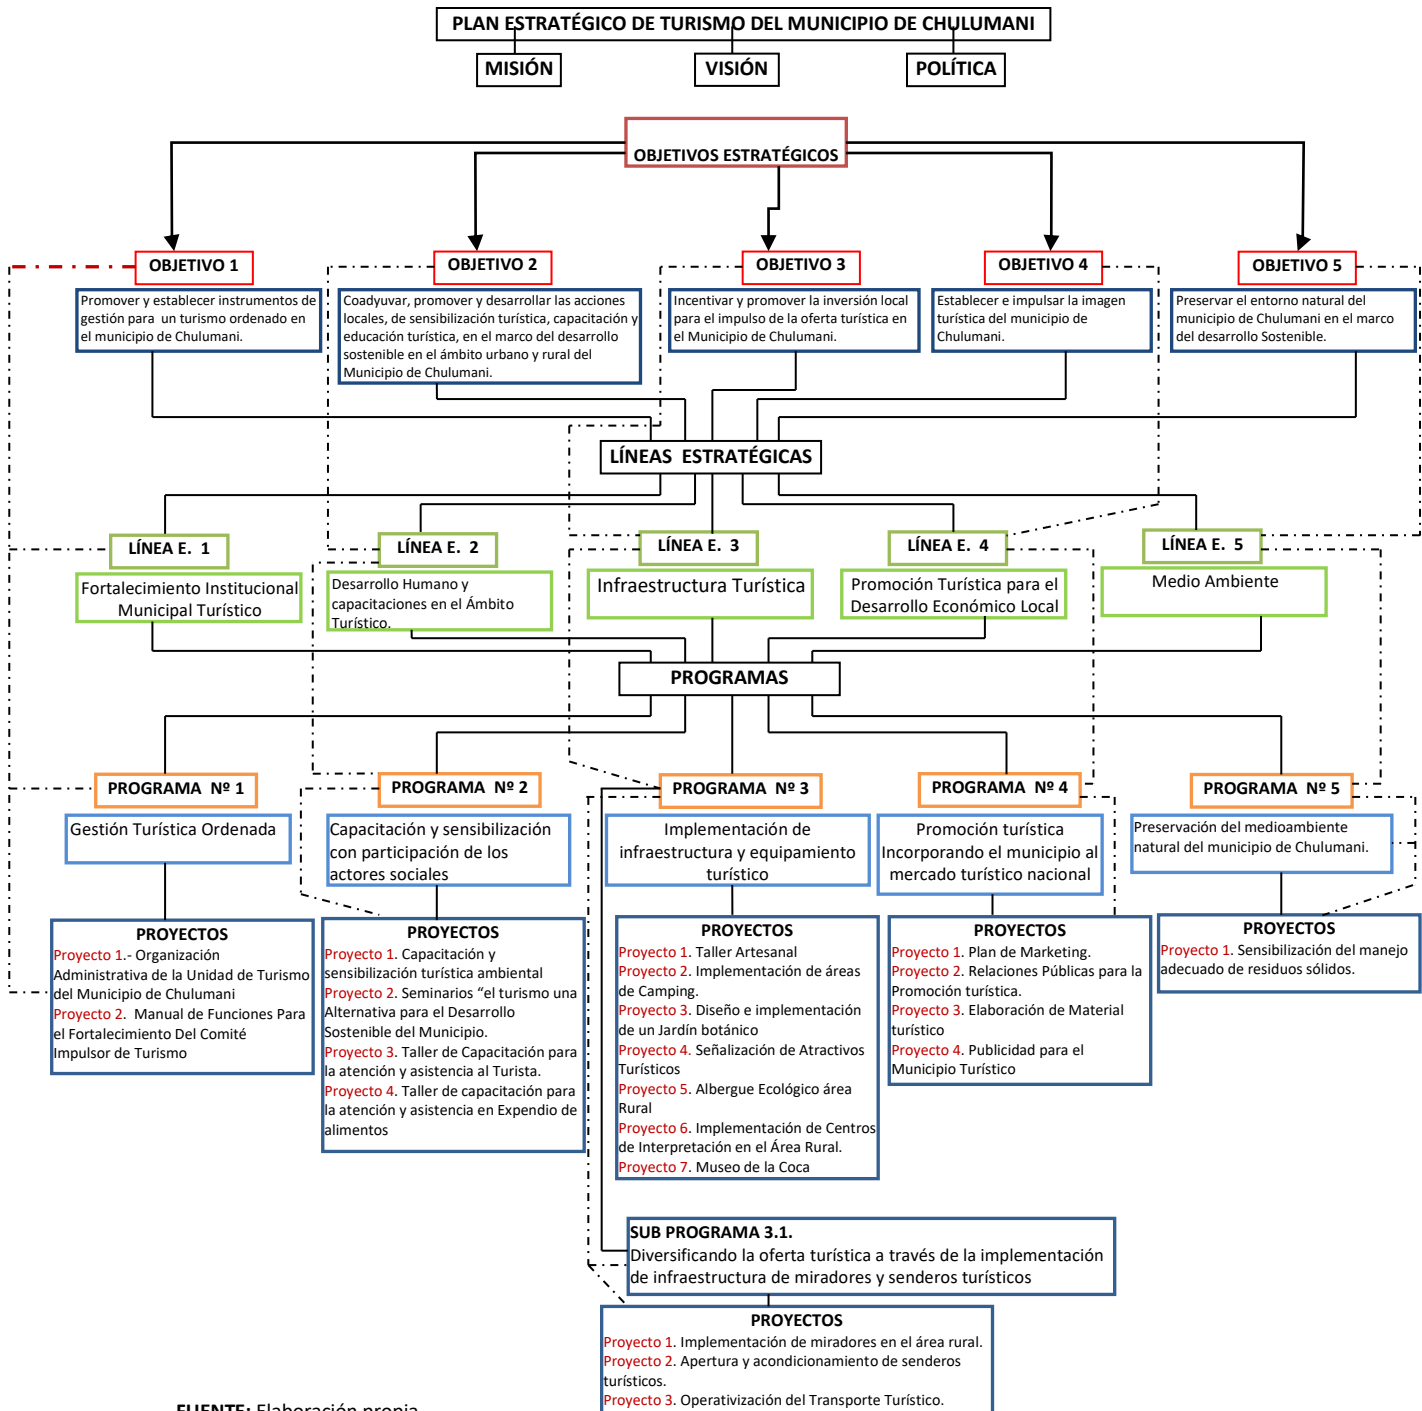 PLAN ESTRATÉGICO DE TURISMO DEL MUNICIPIO DE CHULUMANI
MISIÓN
VISIÓN
POLÍTICA
OBJETIVOS ESTRATÉGICOS
OBJETIVO 1
OBJETIVO 2
OBJETIVO 3
OBJETIVO 4
OBJETIVO 5
Promover y establecer instrumentos de
gestión para un turismo ordenado en
el municipio de Chulumani.
Coadyuvar, promover y desarrollar las acciones
locales, de sensibilización turística, capacitación y
educación turística, en el marco del desarrollo
sostenible en el ámbito urbano y rural del
Municipio de Chulumani.
Incentivar y promover la inversión local
para el impulso de la oferta turística en
el Municipio de Chulumani.
Establecer e impulsar la imagen
turística del municipio de
Chulumani.
Preservar el entorno natural del
municipio de Chulumani en el marco
del desarrollo Sostenible.
LÍNEAS ESTRATÉGICAS
LÍNEA E. 1
LÍNEA E. 2
LÍNEA E. 3
LÍNEA E. 4
LÍNEA E. 5
Fortalecimiento Institucional
Municipal Turístico
Desarrollo Humano y
capacitaciones en el Ámbito
Turístico.
Infraestructura Turística
Promoción Turística para el
Desarrollo Económico Local
Medio Ambiente
PROGRAMAS
PROGRAMA Nº 1
PROGRAMA Nº 2
PROGRAMA Nº 3
PROGRAMA Nº 4
PROGRAMA Nº 5
Gestión Turística Ordenada
Capacitación y sensibilización
con participación de los
actores sociales
Implementación de
infraestructura y equipamiento
turístico
Promoción turística
Incorporando el municipio al
mercado turístico nacional
Preservación del medioambiente
natural del municipio de Chulumani.
PROYECTOS
Proyecto 1.- Organización
Administrativa de la Unidad de Turismo
del Municipio de Chulumani
Proyecto 2. Manual de Funciones Para
el Fortalecimiento Del Comité
Impulsor de Turismo
PROYECTOS
Proyecto 1. Capacitación y
sensibilización turística ambiental
Proyecto 2. Seminarios “el turismo una
Alternativa para el Desarrollo
Sostenible del Municipio.
Proyecto 3. Taller de Capacitación para
la atención y asistencia al Turista.
Proyecto 4. Taller de capacitación para
la atención y asistencia en Expendio de
alimentos
PROYECTOS
Proyecto 1. Taller Artesanal
Proyecto 2. Implementación de áreas
de Camping.
Proyecto 3. Diseño e implementación
de un Jardín botánico
Proyecto 4. Señalización de Atractivos
Turísticos
Proyecto 5. Albergue Ecológico área
Rural
Proyecto 6. Implementación de Centros
de Interpretación en el Área Rural.
Proyecto 7. Museo de la Coca
PROYECTOS
Proyecto 1. Plan de Marketing.
Proyecto 2. Relaciones Públicas para la
Promoción turística.
Proyecto 3. Elaboración de Material
turístico
Proyecto 4. Publicidad para el
Municipio Turístico
PROYECTOS
Proyecto 1. Sensibilización del manejo
adecuado de residuos sólidos.
SUB PROGRAMA 3.1.
Diversificando la oferta turística a través de la implementación
de infraestructura de miradores y senderos turísticos
PROYECTOS
Proyecto 1. Implementación de miradores en el área rural.
Proyecto 2. Apertura y acondicionamiento de senderos
turísticos.
Proyecto 3. Operativización del Transporte Turístico.
FUENTE: Elaboración propia